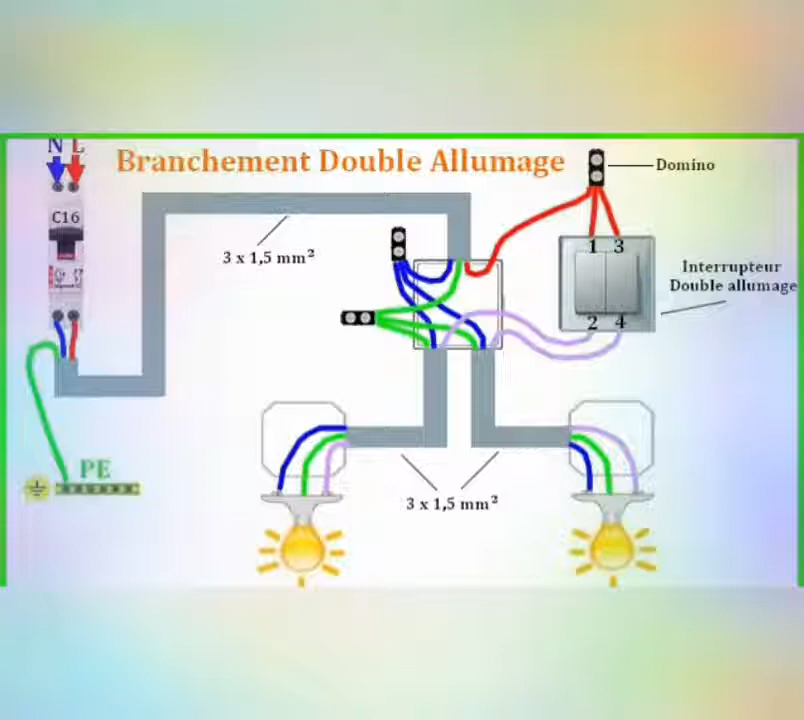 N L
Branchement Double Allumage
Domino
C16
3 x 1,5 mm²
1 3
Interrupteur
Double allumage
2 4
PE
3 x 1,5 mm²